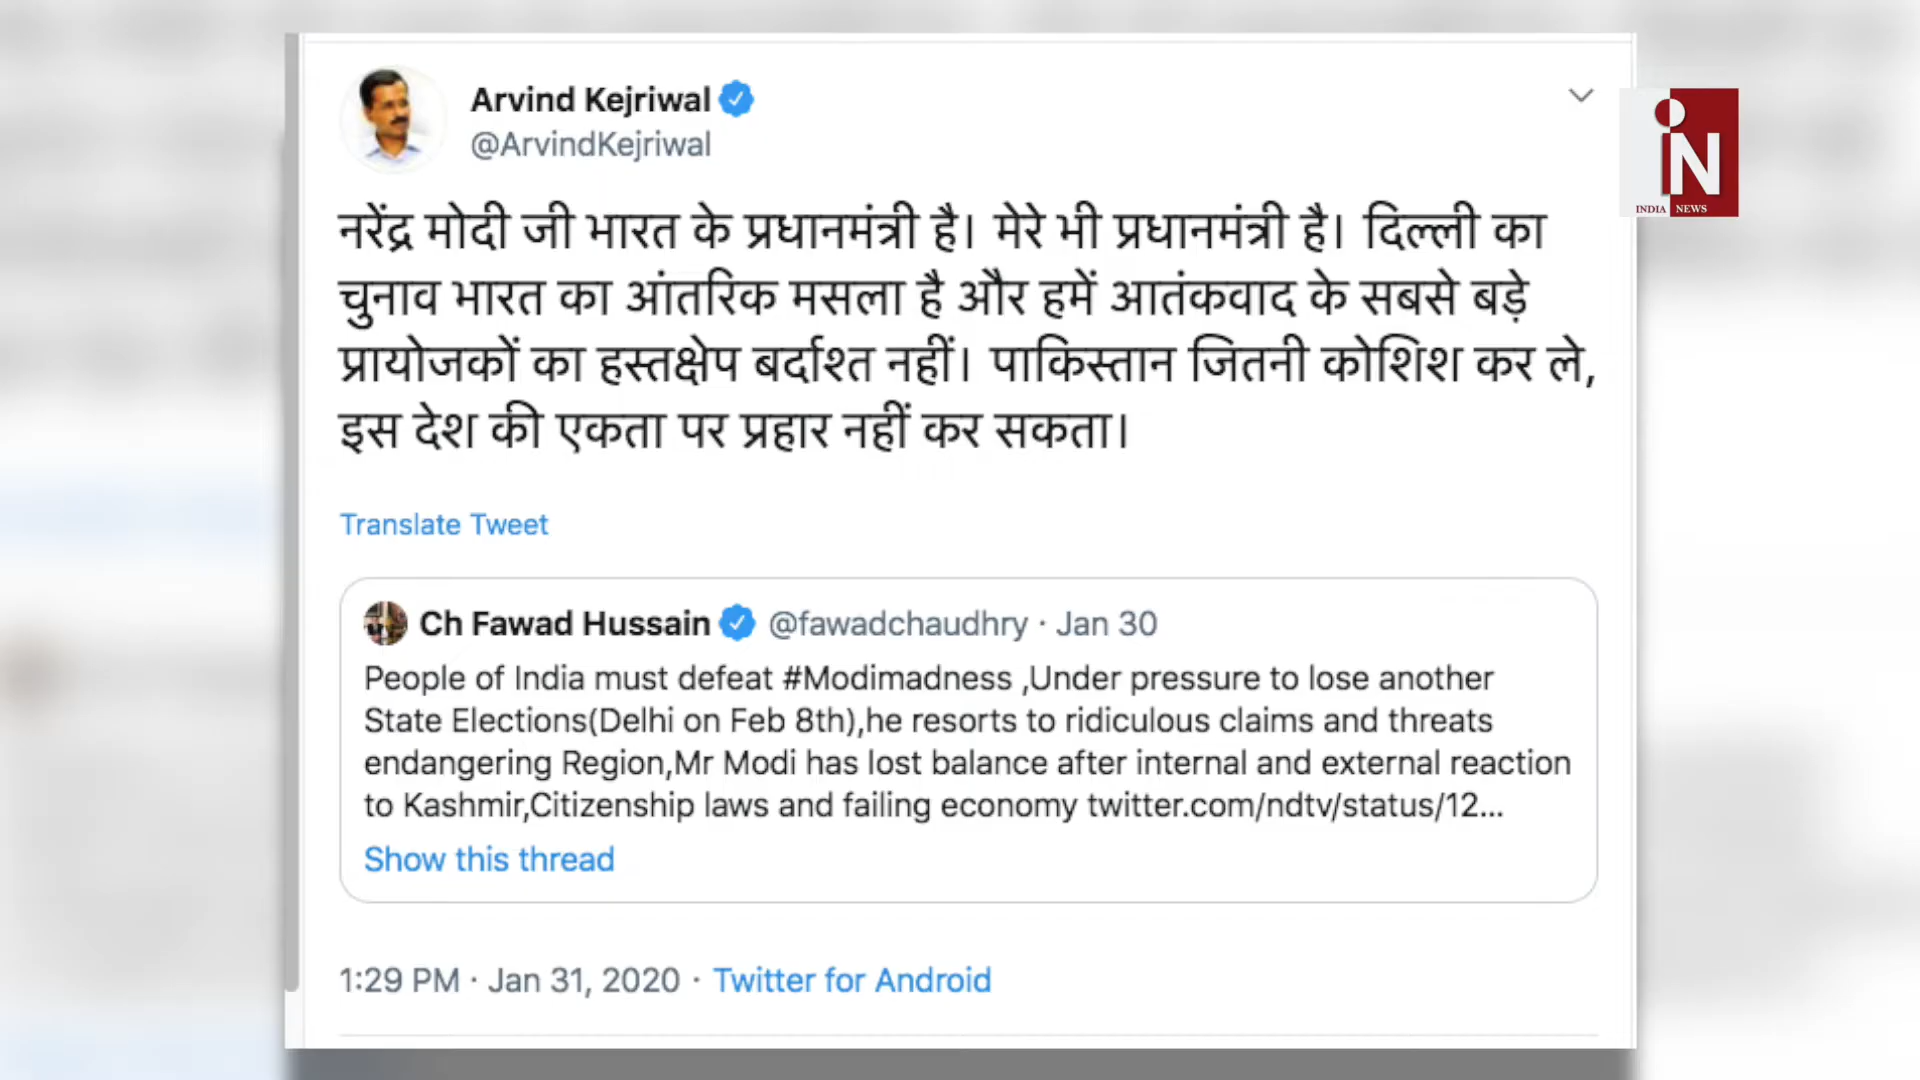 Arvind Kejriwal
@ArvindKejriwal
नरेंद्र मोदी जी भारत के प्रधानमंत्री है। मेरे भी प्रधानमंत्री है। दिल्ली का
चुनाव भारत का आंतरिक मसला है और हमें आतंकवाद के सबसे बड़े
प्रायोजकों का हस्तक्षेप बर्दाश्त नहीं। पाकिस्तान जितनी कोशिश कर ले,
इस देश की एकता पर प्रहार नहीं कर सकता।
Translate Tweet
Ch Fawad Hussain @fawadchaudhry · Jan 30
People of India must defeat #Modimadness ,Under pressure to lose another
State Elections(Delhi on Feb 8th),he resorts to ridiculous claims and threats
endangering Region,Mr Modi has lost balance after internal and external reaction
to Kashmir,Citizenship laws and failing economy twitter.com/ndtv/status/12...
Show this thread
1:29 PM · Jan 31, 2020 · Twitter for Android
iN
INDIA NEWS